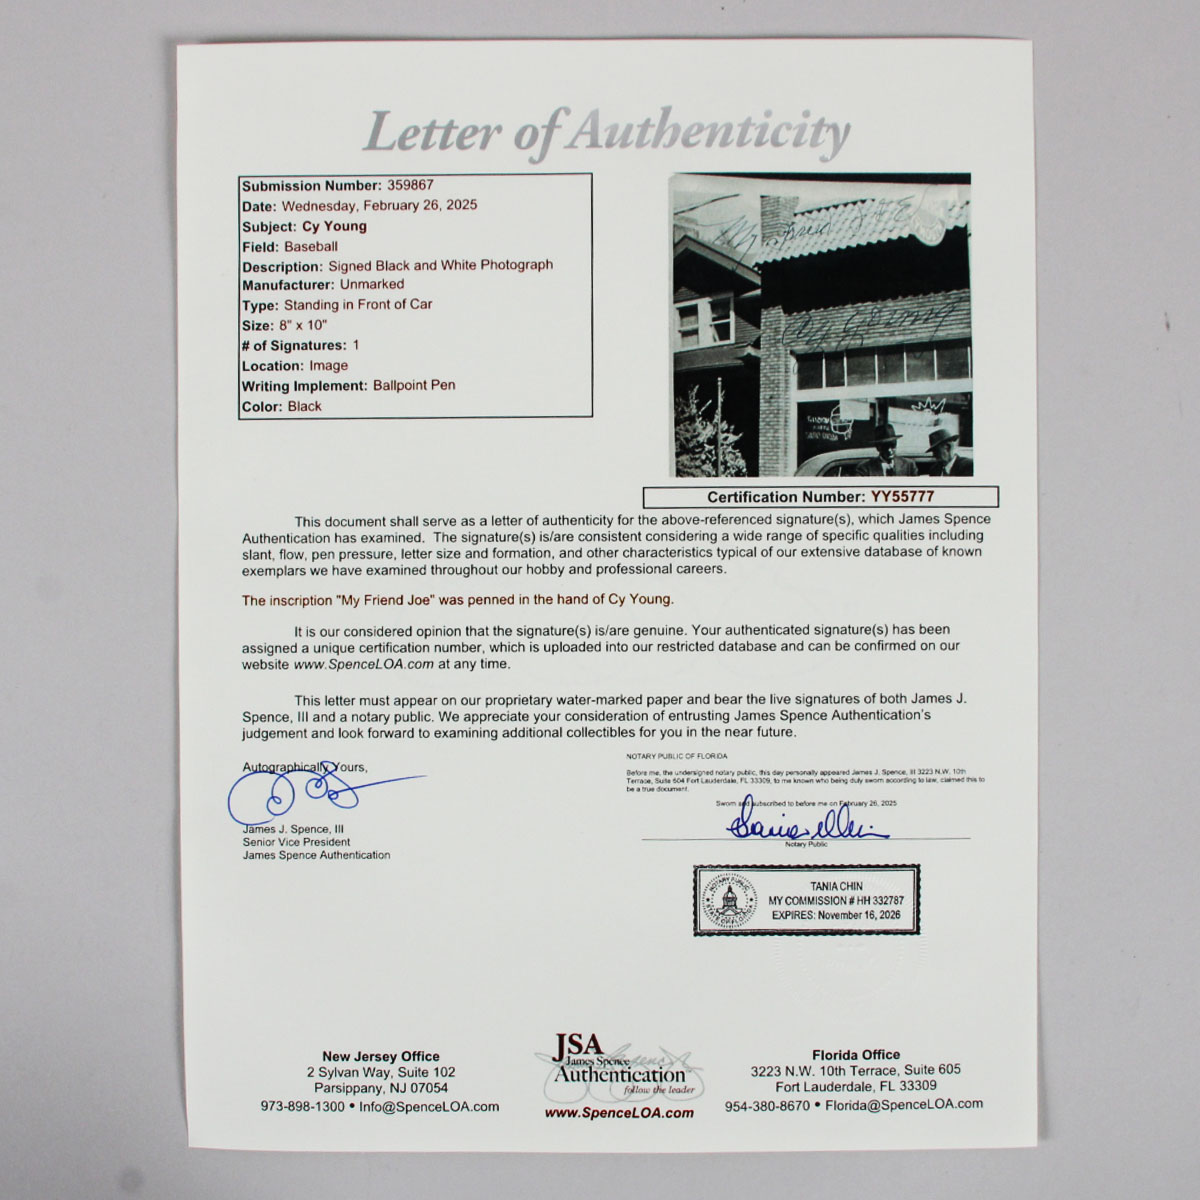 Letter of Authenticity
Submission Number: 359867
Date: Wednesday, February 26, 2025
Subject: Cy Young
Field: Baseball
Description: Signed Black and White Photograph
Manufacturer: Unmarked
Type: Standing in Front of Car
Size: 8" x 10"
# of Signatures: 1
Location: Image
Writing Implement: Ballpoint Pen
Color: Black
My Friend JOE
Cy Young
Certification Number: YY55777
This document shall serve as a letter of authenticity for the above-referenced signature(s), which James Spence
Authentication has examined. The signature(s) is/are consistent considering a wide range of specific qualities including
slant, flow, pen pressure, letter size and formation, and other characteristics typical of our extensive database of known
exemplars we have examined throughout our hobby and professional careers.
The inscription "My Friend Joe" was penned in the hand of Cy Young.
It is our considered opinion that the signature(s) is/are genuine. Your authenticated signature(s) has been
assigned a unique certification number, which is uploaded into our restricted database and can be confirmed on our
website www.SpenceLOA.com at any time.
This letter must appear on our proprietary water-marked paper and bear the live signatures of both James J.
Spence, III and a notary public. We appreciate your consideration of entrusting James Spence Authentication's
judgement and look forward to examining additional collectibles for you in the near future.
Autographically Yours,
James J. Spence, III
Senior Vice President
James Spence Authentication
NOTARY PUBLIC OF FLORIDA
Before me, the undersigned notary public, this day personally appeared James J. Spence, III 3223 N.W. 10th
Terrace, Suite 604 Fort Lauderdale, FL 33309, to me known who being duly sworn according to law, claimed this to
be a true document.
Sworn and subscribed to before me on February 26, 2025
Notary Public
NOTARY PUBLIC
STATE OF FLORIDA
TANIA CHIN
MY COMMISSION # HH 332787
EXPIRES: November 16, 2026
New Jersey Office
2 Sylvan Way, Suite 102
Parsippany, NJ 07054
973-898-1300 • Info@SpenceLOA.com
JSA
James Spence
Authentication™
follow the leader
www.SpenceLOA.com
Florida Office
3223 N.W. 10th Terrace, Suite 605
Fort Lauderdale, FL 33309
954-380-8670 • Florida@SpenceLOA.com